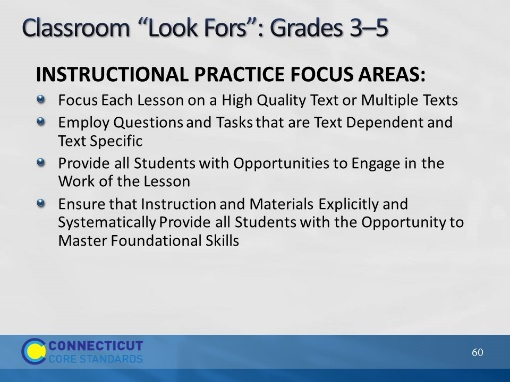 Classroom “Look Fors”: Grades 3–5
INSTRUCTIONAL PRACTICE FOCUS AREAS:
Focus Each Lesson on a High Quality Text or Multiple Texts
Employ Questions and Tasks that are Text Dependent and
Text Specific
Provide all Students with Opportunities to Engage in the
Work of the Lesson
Ensure that Instruction and Materials Explicitly and
Systematically Provide all Students with the Opportunity to
Master Foundational Skills
CONNECTICUT
CORE STANDARDS
60